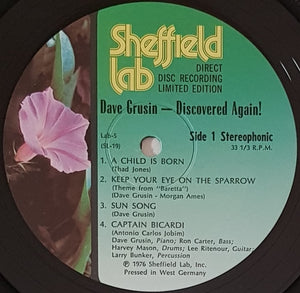 Sheffield
Lab
DIRECT
DISC RECORDING
LIMITED EDITION
Dave Grusin — Discovered Again!
Lab-5
(SL-19)
Side 1 Stereophonic
33 1/3 R.P.M.
1. A CHILD IS BORN
(Thad Jones)
2. KEEP YOUR EYE ON THE SPARROW
(Theme from "Baretta")
(Dave Grusin - Morgan Ames)
3. SUN SONG
(Dave Grusin)
4. CAPTAIN BICARDI
(Antonio Carlos Jobim)
Dave Grusin, Piano; Ron Carter, Bass;
Harvey Mason, Drums; Lee Ritenour, Guitar;
Larry Bunker, Percussion
℗ 1976 Sheffield Lab, Inc.
Pressed in West Germany